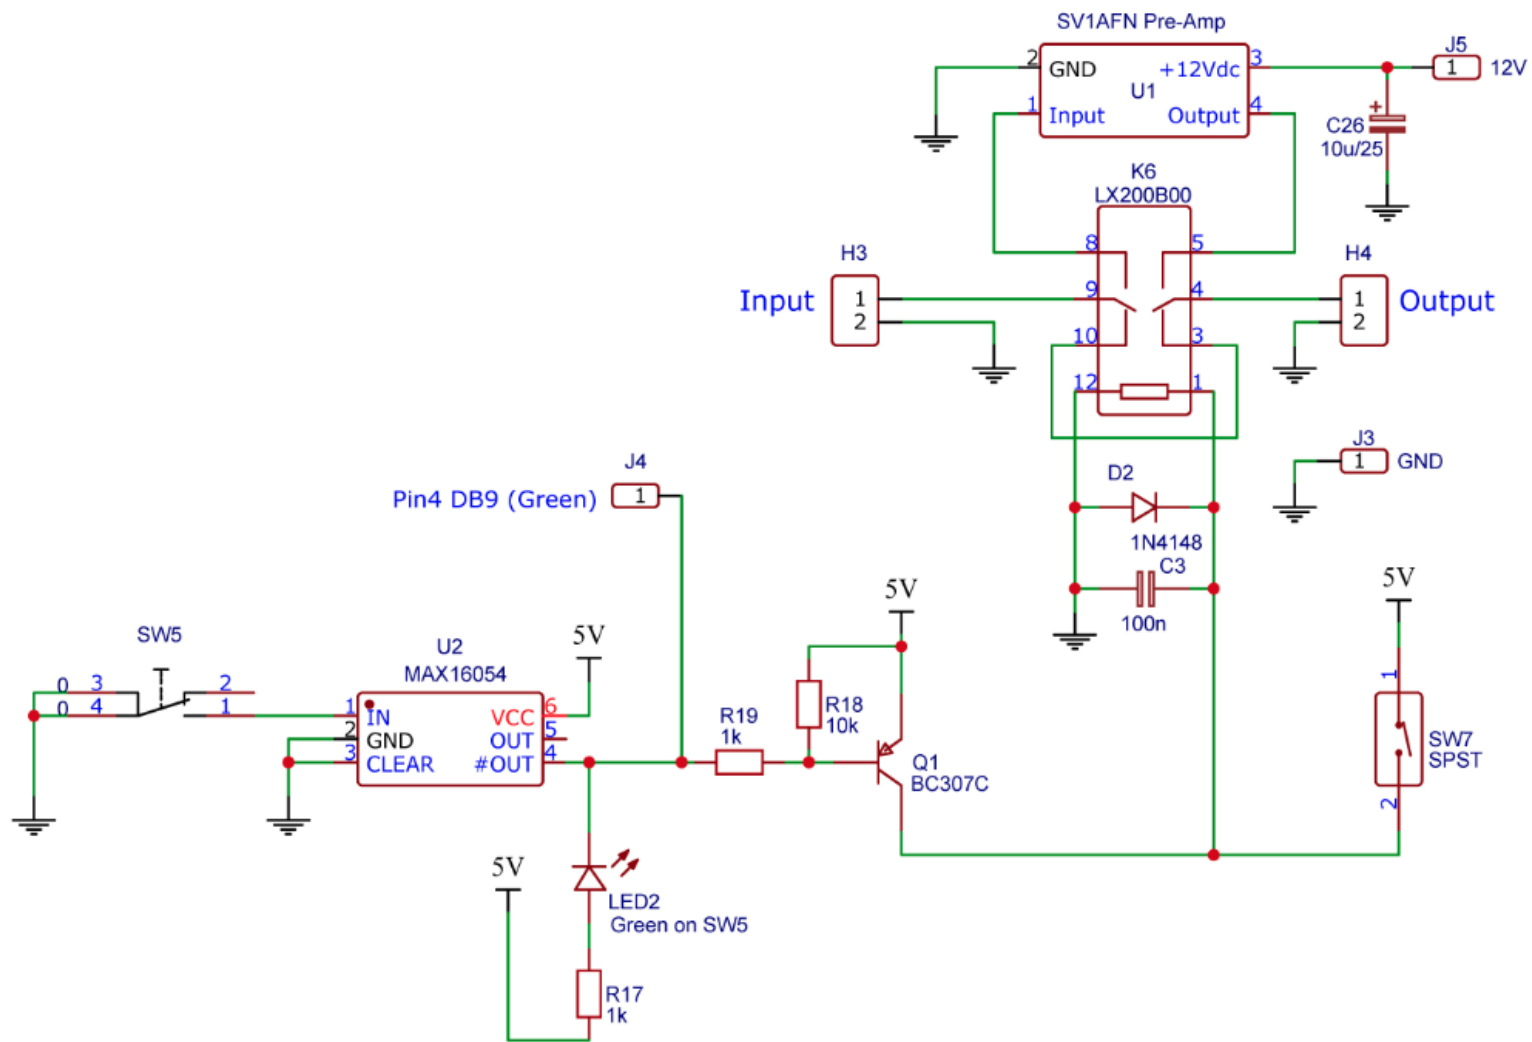 SV1AFN Pre-Amp
J5
2 GND +12Vdc 3
1 12V
U1
1 Input Output 4
C26
10u/25
+
K6
LX200B00
8 5
H3
H4
Input
1
2
9 4
1
2
Output
10 3
12 1
J3
1 GND
D2
1N4148
J4
Pin4 DB9 (Green) 1
C3
100n
5V
5V
SW5
0 3 2
0 4 1
U2
MAX16054
5V
1 IN VCC 6
2 GND OUT 5
3 CLEAR #OUT 4
R19
1k
R18
10k
Q1
BC307C
1
SW7
SPST
2
5V
LED2
Green on SW5
R17
1k